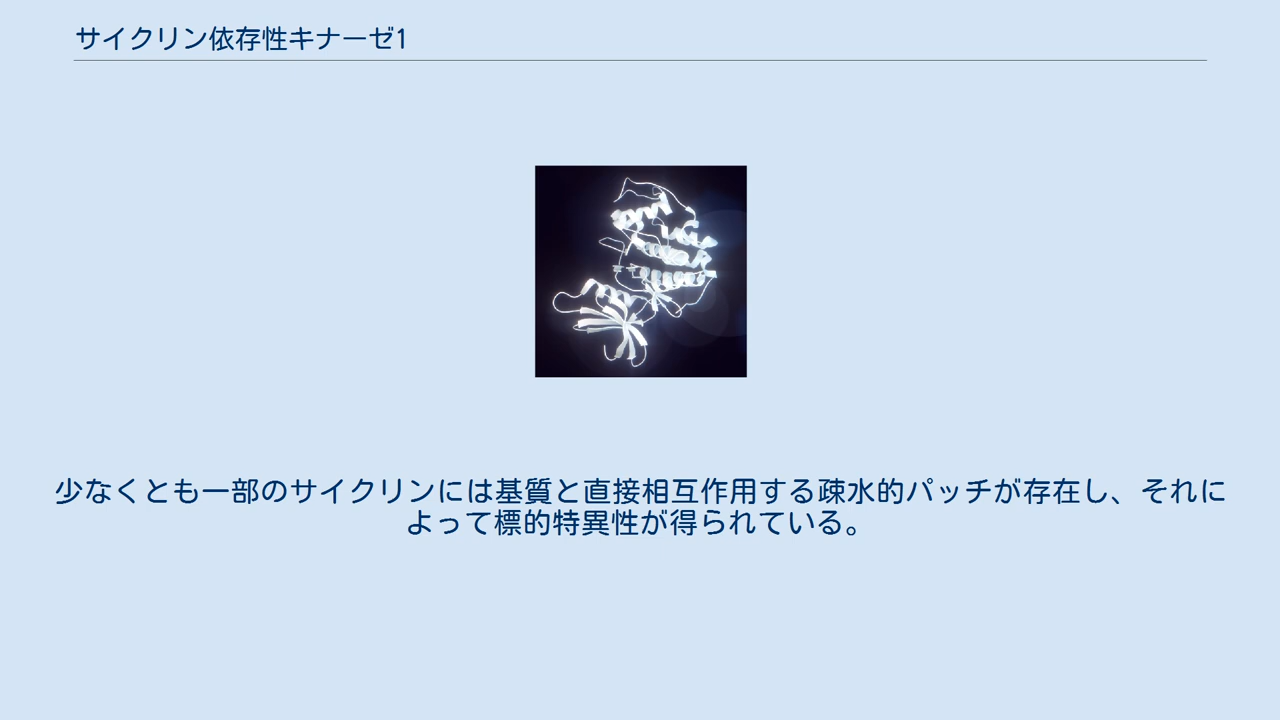 サイクリン依存性キナーゼ1
少なくとも一部のサイクリンには基質と直接相互作用する疎水的パッチが存在し、それに
よって標的特異性が得られている。